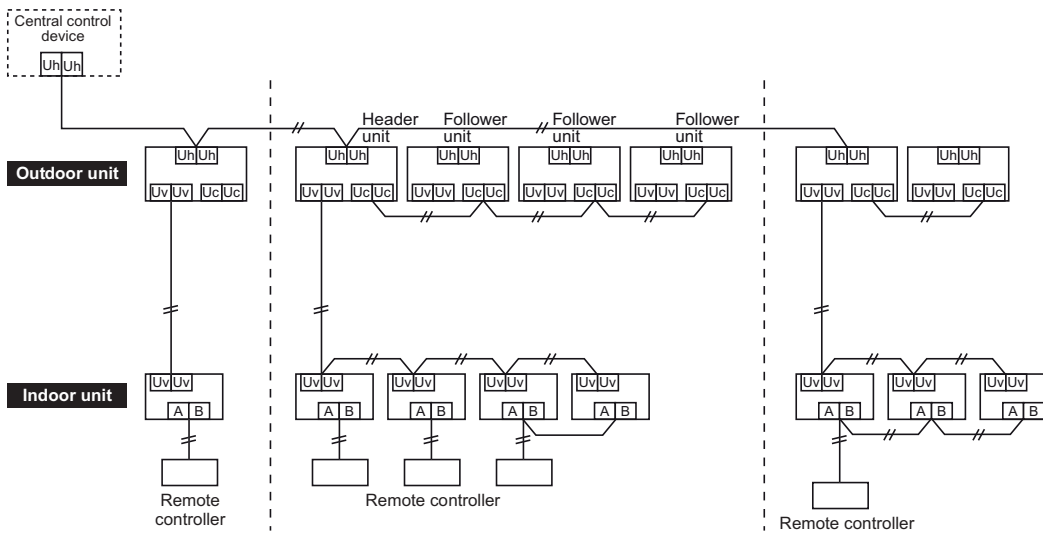 Central control
device
Uh Uh
Header
unit
Follower
unit
Follower
unit
Follower
unit
Outdoor unit
Uh Uh
Uv Uv Uc Uc
Uh Uh
Uv Uv Uc Uc
Uh Uh
Uv Uv Uc Uc
Uh Uh
Uv Uv Uc Uc
Uh Uh
Uv Uv Uc Uc
Uh Uh
Uv Uv Uc Uc
Uh Uh
Uv Uv Uc Uc
Indoor unit
Uv Uv
A B
Uv Uv
A B
Uv Uv
A B
Uv Uv
A B
Uv Uv
A B
Uv Uv
A B
Uv Uv
A B
Uv Uv
A B
Remote
controller
Remote controller
Remote controller